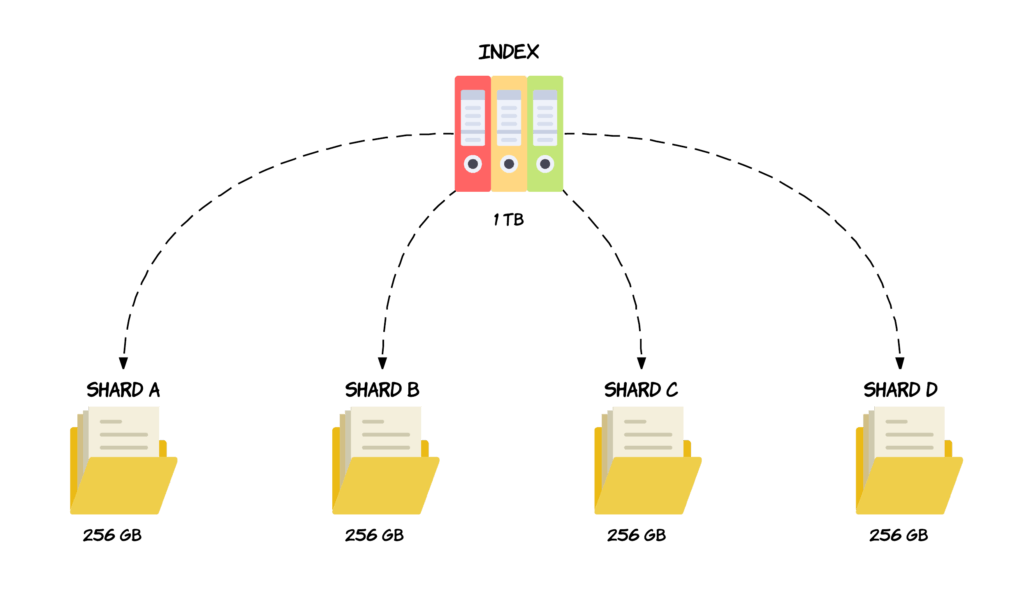 INDEX
1 TB
SHARD A
SHARD B
SHARD C
SHARD D
256 GB
256 GB
256 GB
256 GB